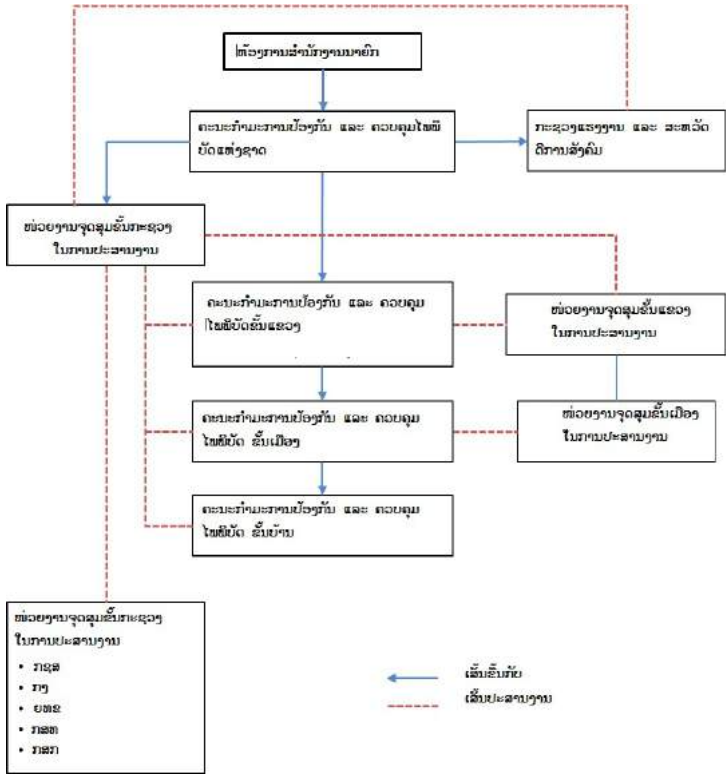 ຫ້ອງການສຳນັກງານນາຍົກ
ຄະນະກຳມະການປ້ອງກັນ ແລະ ຄວບຄຸມໄພພິ
ບັດແຫ່ງຊາດ
ກະຊວງແຮງງານ ແລະ ສະຫວັດ
ດີການສັງຄົມ
ໜ່ວຍງານຈຸດສຸມຂັ້ນກະຊວງ
ໃນການປະສານງານ
ຄະນະກຳມະການປ້ອງກັນ ແລະ ຄວບຄຸມ
ໄພພິບັດຂັ້ນແຂວງ
ໜ່ວຍງານຈຸດສຸມຂັ້ນແຂວງ
ໃນການປະສານງານ
ຄະນະກຳມະການປ້ອງກັນ ແລະ ຄວບຄຸມ
ໄພພິບັດ ຂັ້ນເມືອງ
ໜ່ວຍງານຈຸດສຸມຂັ້ນເມືອງ
ໃນການປະສານງານ
ຄະນະກຳມະການປ້ອງກັນ ແລະ ຄວບຄຸມ
ໄພພິບັດ ຂັ້ນບ້ານ
ໜ່ວຍງານຈຸດສຸມຂັ້ນກະຊວງ
ໃນການປະສານງານ
• ກຊສ
• ກງ
• ຍທຂ
• ກສທ
• ກສກ
ເສັ້ນຂຶ້ນກັບ
ເສັ້ນປະສານງານ